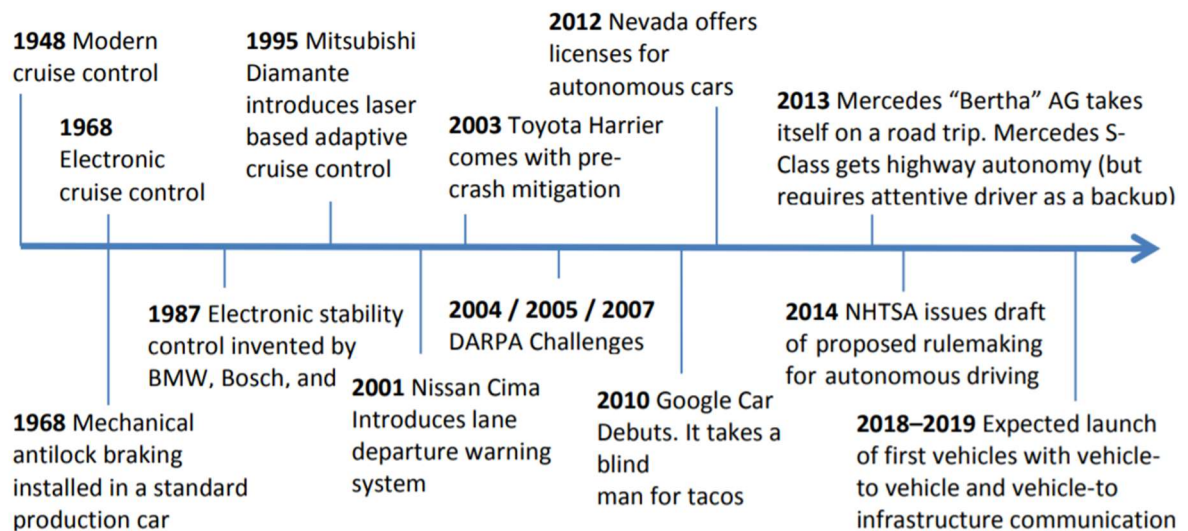 1948 Modern
cruise control
1968
Electronic
cruise control
1995 Mitsubishi
Diamante
introduces laser
based adaptive
cruise control
2003 Toyota Harrier
comes with pre-
crash mitigation
2012 Nevada offers
licenses for
autonomous cars
2013 Mercedes “Bertha” AG takes
itself on a road trip. Mercedes S-
Class gets highway autonomy (but
requires attentive driver as a backup)
1968 Mechanical
antilock braking
installed in a standard
production car
1987 Electronic stability
control invented by
BMW, Bosch, and
2001 Nissan Cima
Introduces lane
departure warning
system
2004 / 2005 / 2007
DARPA Challenges
2010 Google Car
Debuts. It takes a
blind
man for tacos
2014 NHTSA issues draft
of proposed rulemaking
for autonomous driving
2018–2019 Expected launch
of first vehicles with vehicle-
to vehicle and vehicle-to
infrastructure communication